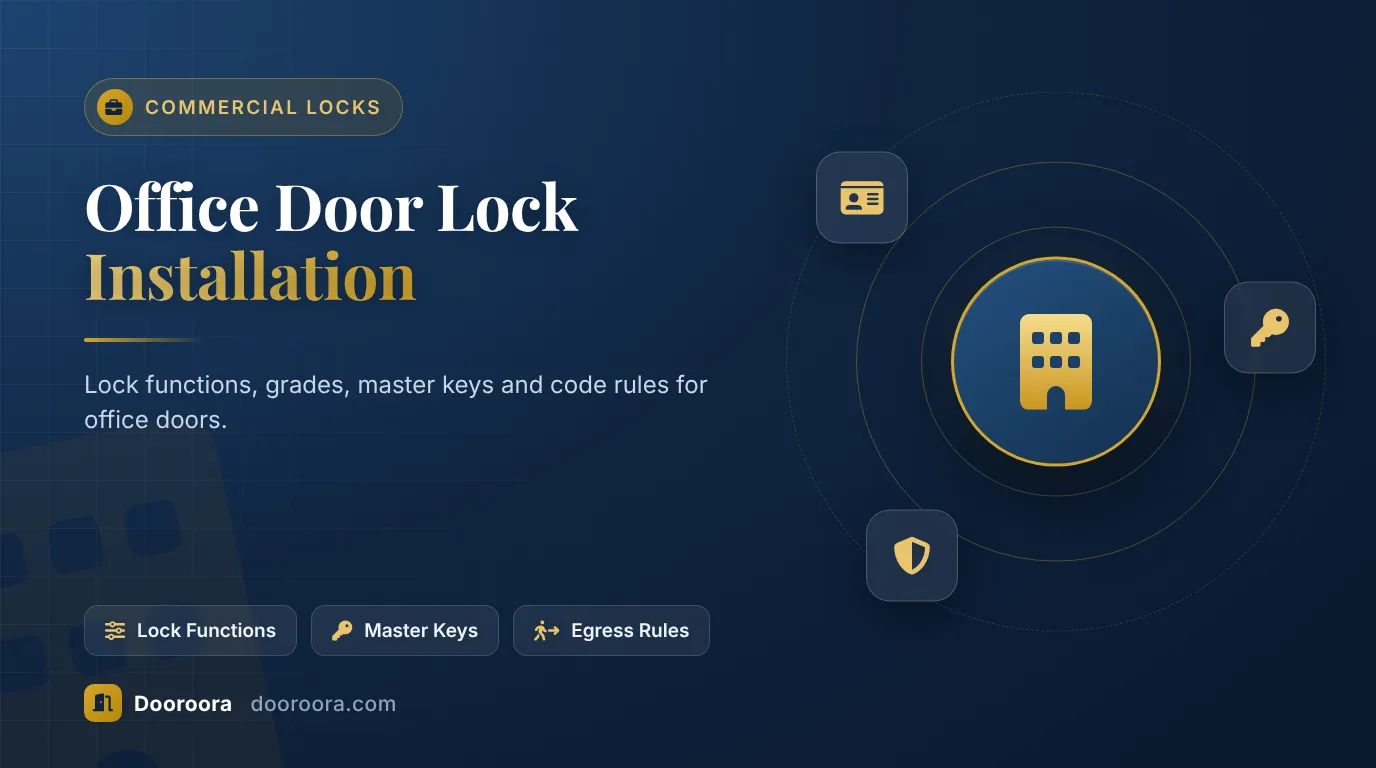 COMMERCIAL LOCKS
Office Door Lock
Installation
Lock functions, grades, master keys and code rules for
office doors.
Lock Functions
Master Keys
Egress Rules
Dooroora dooroora.com